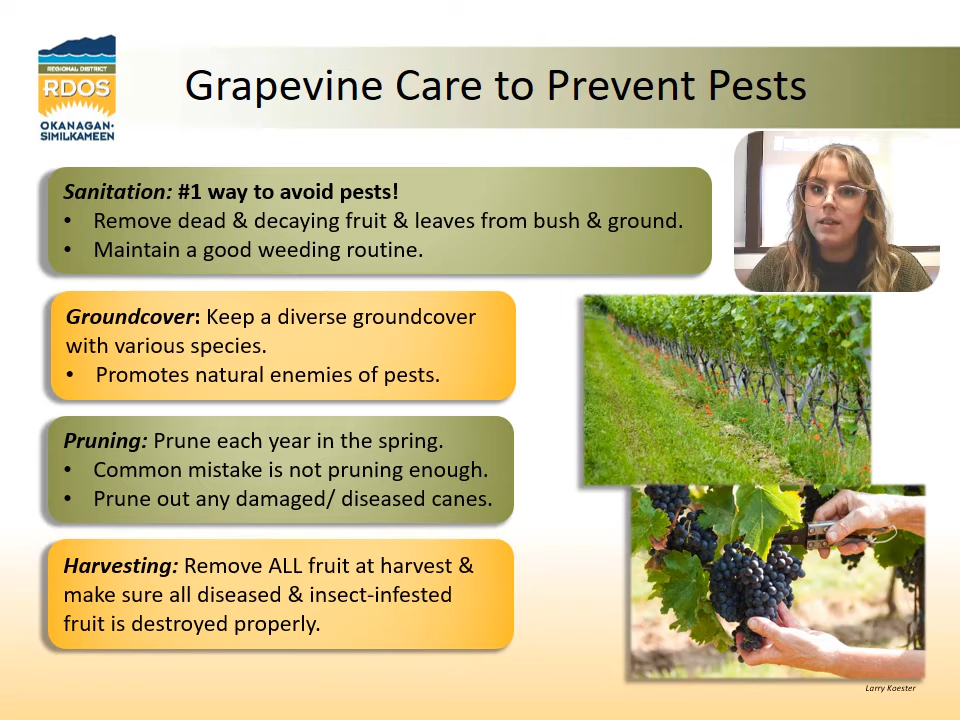 REGIONAL DISTRICT
RDOS
OKANAGAN-
SIMILKAMEEN
Grapevine Care to Prevent Pests
Sanitation: #1 way to avoid pests!
• Remove dead & decaying fruit & leaves from bush & ground.
• Maintain a good weeding routine.
Groundcover: Keep a diverse groundcover
with various species.
• Promotes natural enemies of pests.
Pruning: Prune each year in the spring.
• Common mistake is not pruning enough.
• Prune out any damaged/ diseased canes.
Harvesting: Remove ALL fruit at harvest &
make sure all diseased & insect-infested
fruit is destroyed properly.
Larry Koester